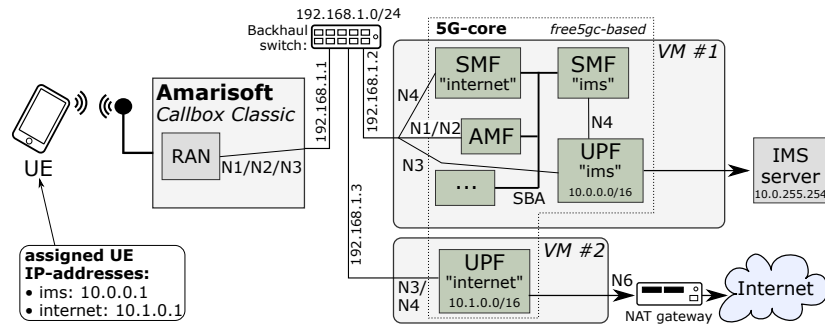 192.168.1.0/24
Backhaul
switch:
5G-core
free5gc-based
VM #1
SMF
"internet"
SMF
"ims"
Amarisoft
Callbox Classic
192.168.1.1
192.168.1.2
N4
N4
RAN
N1/N2/N3
N1/N2
AMF
UPF
"ims"
10.0.0.0/16
IMS
server
10.0.255.254
UE
N3
...
SBA
192.168.1.3
VM #2
assigned UE
IP-addresses:
• ims: 10.0.0.1
• internet: 10.1.0.1
N3/
N4
UPF
"internet"
10.1.0.0/16
N6
NAT gateway
Internet